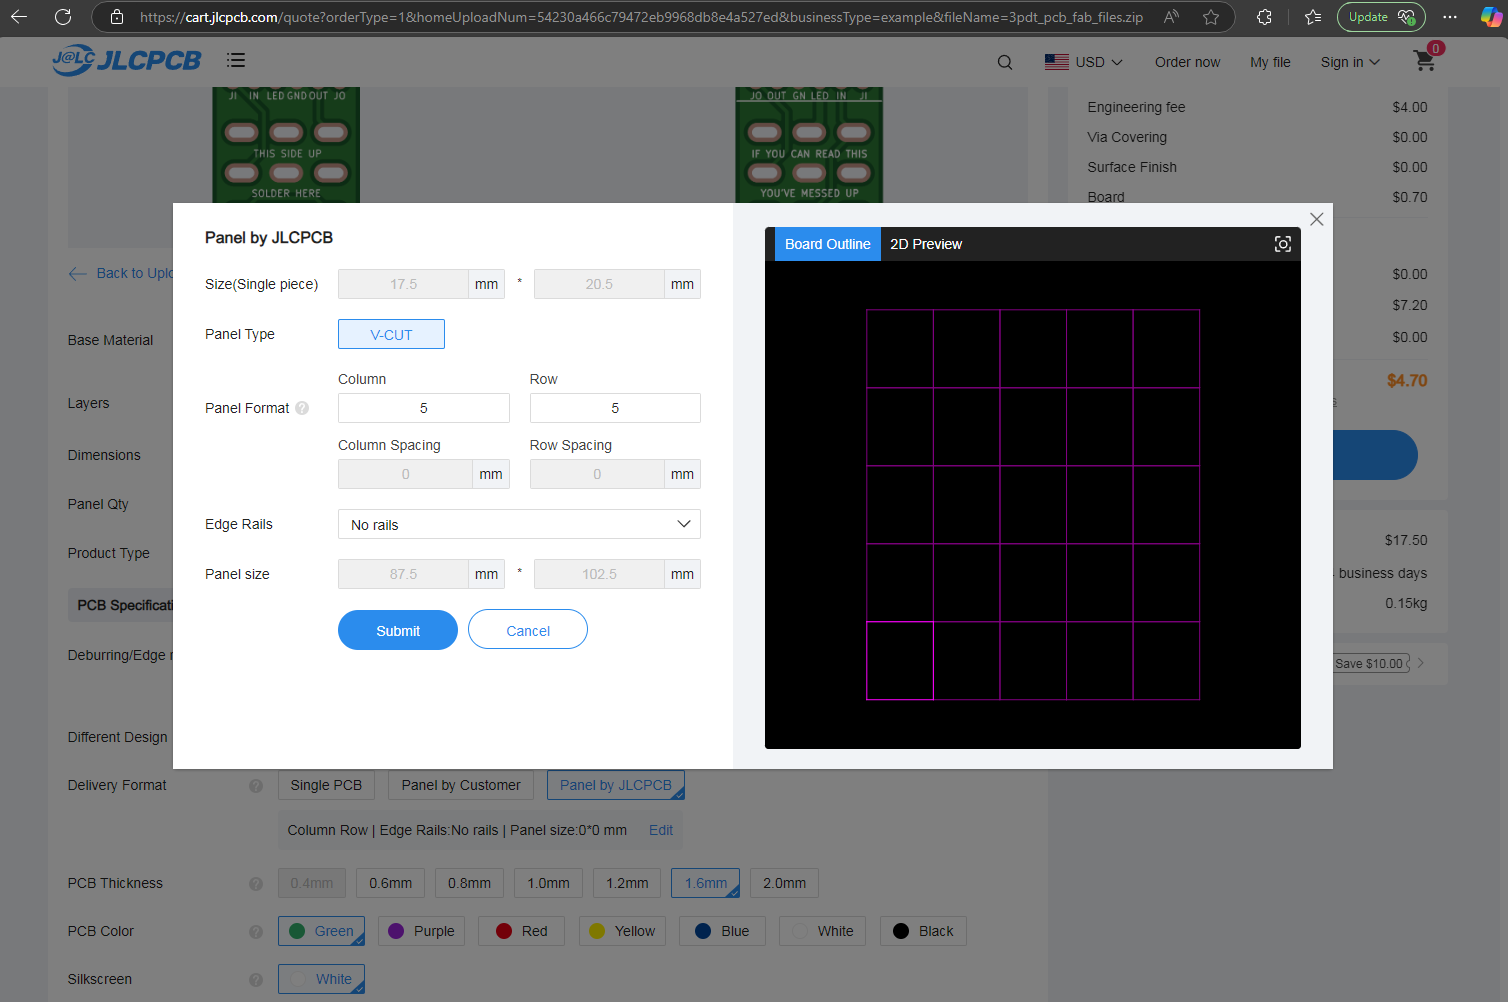 https://cart.jlcpcb.com/quote?orderType=1&homeUploadNum=54230a466c79472eb9968db8e4a527ed&businessType=example&fileName=3pdt_pcb_fab_files.zip
Update
J@LC JLCPCB
USD
Order now
My file
Sign in
0
JI IN LED GND OUT JO
JO OUT GN LED IN JI
THIS SIDE UP
IF YOU CAN READ THIS
SOLDER HERE
YOU'VE MESSED UP
Engineering fee $4.00
Via Covering $0.00
Surface Finish $0.00
Board $0.70
Back to Uplo
Base Material
Layers
Dimensions
Panel Qty
Product Type
PCB Specificati
Deburring/Edge r
Different Design
Panel by JLCPCB
Size(Single piece) 17.5 mm * 20.5 mm
Panel Type V-CUT
Column Row
Panel Format ? 5 5
Column Spacing Row Spacing
0 mm 0 mm
Edge Rails No rails
Panel size 87.5 mm * 102.5 mm
Submit Cancel
Board Outline 2D Preview
$0.00
$7.20
$0.00
$4.70
$17.50
business days
0.15kg
Save $10.00
Delivery Format ? Single PCB Panel by Customer Panel by JLCPCB
Column Row | Edge Rails:No rails | Panel size:0*0 mm Edit
PCB Thickness ? 0.4mm 0.6mm 0.8mm 1.0mm 1.2mm 1.6mm 2.0mm
PCB Color ? Green Purple Red Yellow Blue White Black
Silkscreen ? White